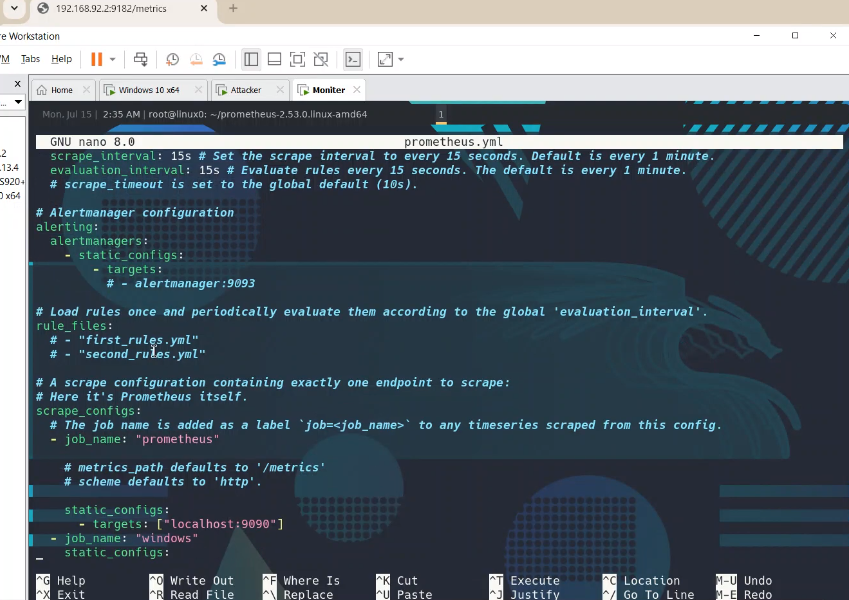 192.168.92.2:9182/metrics
re Workstation
VM Tabs Help
Home
Windows 10 x64
Attacker
Moniter
...
.2
.13.4
S920+
0 x64
Mon. Jul 15 | 2:35 AM | root@linux0: ~/prometheus-2.53.0.linux-amd64
1
GNU nano 8.0 prometheus.yml
scrape_interval: 15s # Set the scrape interval to every 15 seconds. Default is every 1 minute.
evaluation_interval: 15s # Evaluate rules every 15 seconds. The default is every 1 minute.
# scrape_timeout is set to the global default (10s).
# Alertmanager configuration
alerting:
alertmanagers:
- static_configs:
- targets:
# - alertmanager:9093
# Load rules once and periodically evaluate them according to the global 'evaluation_interval'.
rule_files:
# - "first_rules.yml"
# - "second_rules.yml"
# A scrape configuration containing exactly one endpoint to scrape:
# Here it's Prometheus itself.
scrape_configs:
# The job name is added as a label `job=<job_name>` to any timeseries scraped from this config.
- job_name: "prometheus"
# metrics_path defaults to '/metrics'
# scheme defaults to 'http'.
static_configs:
- targets: ["localhost:9090"]
- job_name: "windows"
static_configs:
^G Help ^O Write Out ^F Where Is ^K Cut ^T Execute ^C Location M-U Undo
^X Exit ^R Read File ^\ Replace ^U Paste ^J Justify ^/ Go To Line M-E Redo